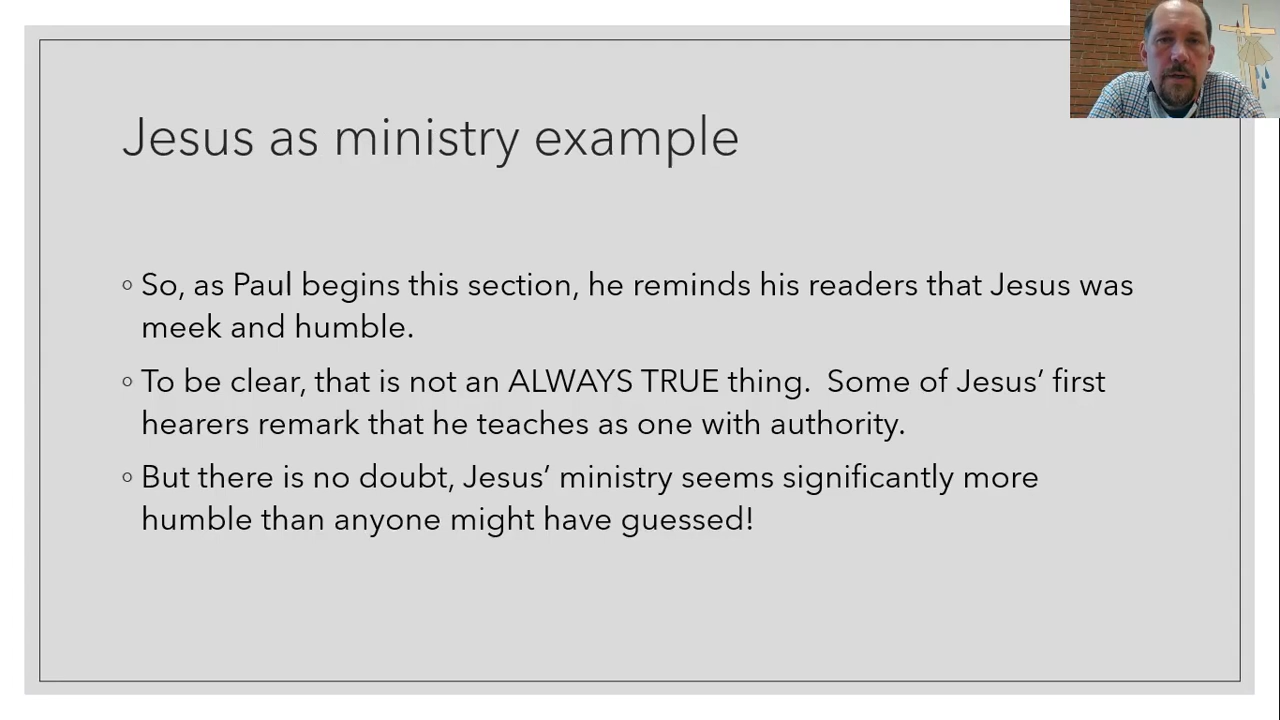 Jesus as ministry example
◦ So, as Paul begins this section, he reminds his readers that Jesus was
meek and humble.
◦ To be clear, that is not an ALWAYS TRUE thing.  Some of Jesus’ first
hearers remark that he teaches as one with authority.
◦ But there is no doubt, Jesus’ ministry seems significantly more
humble than anyone might have guessed!